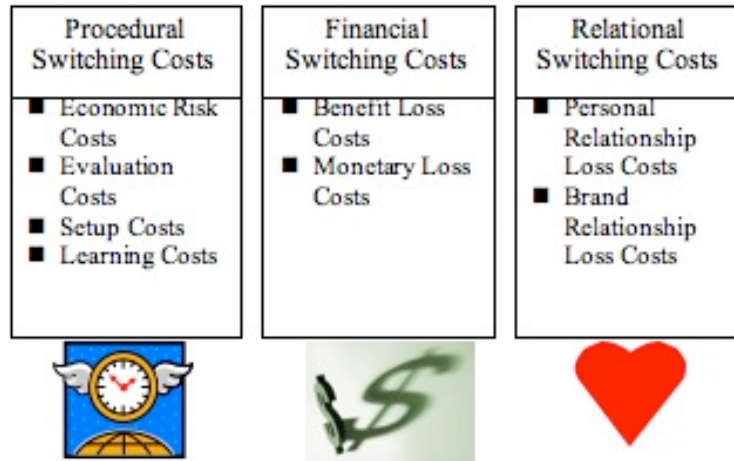 Procedural
Switching Costs
■ Economic Risk
Costs
■ Evaluation
Costs
■ Setup Costs
■ Learning Costs
Financial
Switching Costs
■ Benefit Loss
Costs
■ Monetary Loss
Costs
Relational
Switching Costs
■ Personal
Relationship
Loss Costs
■ Brand
Relationship
Loss Costs